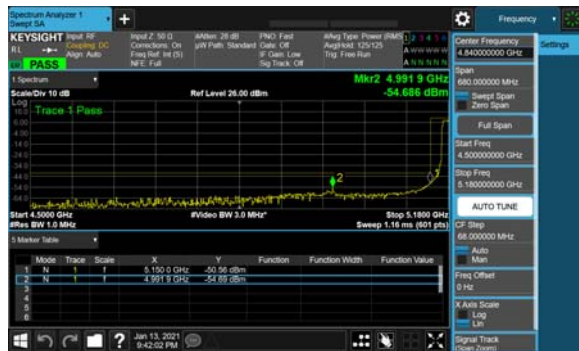 Spectrum Analyzer 1
Swept SA
+
Frequency
KEYSIGHT Input: RF
RL
Coupling: DC
Align: Auto
Input Z: 50 Ω
Corrections: On
Freq Ref: Int (S)
NFE: Full
#Atten: 28 dB
µW Path: Standard
PNO: Fast
Gate: Off
IF Gain: Low
Sig Track: Off
#Avg Type: Power (RMS
Avg|Hold: 125/125
Trig: Free Run
1 2 3 4 5 6
A W W W W W
A N N N N N
PASS
1 Spectrum
Scale/Div 10 dB
Ref Level 26.00 dBm
Mkr2 4.991 9 GHz
-54.686 dBm
Log
Trace 1 Pass
16.0
6.00
-4.00
-14.0
-24.0
-34.0
-44.0
-54.0
-64.0
2
1
Start 4.5000 GHz
#Video BW 3.0 MHz*
Stop 5.1800 GHz
#Res BW 1.0 MHz
Sweep 1.16 ms (601 pts)
5 Marker Table
Mode Trace Scale X Y Function Function Width Function Value
1 N 1 f 5.150 0 GHz -50.56 dBm
2 N 1 f 4.991 9 GHz -54.69 dBm
3
4
5
6
Center Frequency
4.840000000 GHz
Settings
Span
680.000000 MHz
Swept Span
Zero Span
Full Span
Start Freq
4.500000000 GHz
Stop Freq
5.180000000 GHz
AUTO TUNE
CF Step
68.000000 MHz
Auto
Man
Freq Offset
0 Hz
X Axis Scale
Log
Lin
Signal Track
(Span Zoom)
?
Jan 13, 2021
9:42:02 PM